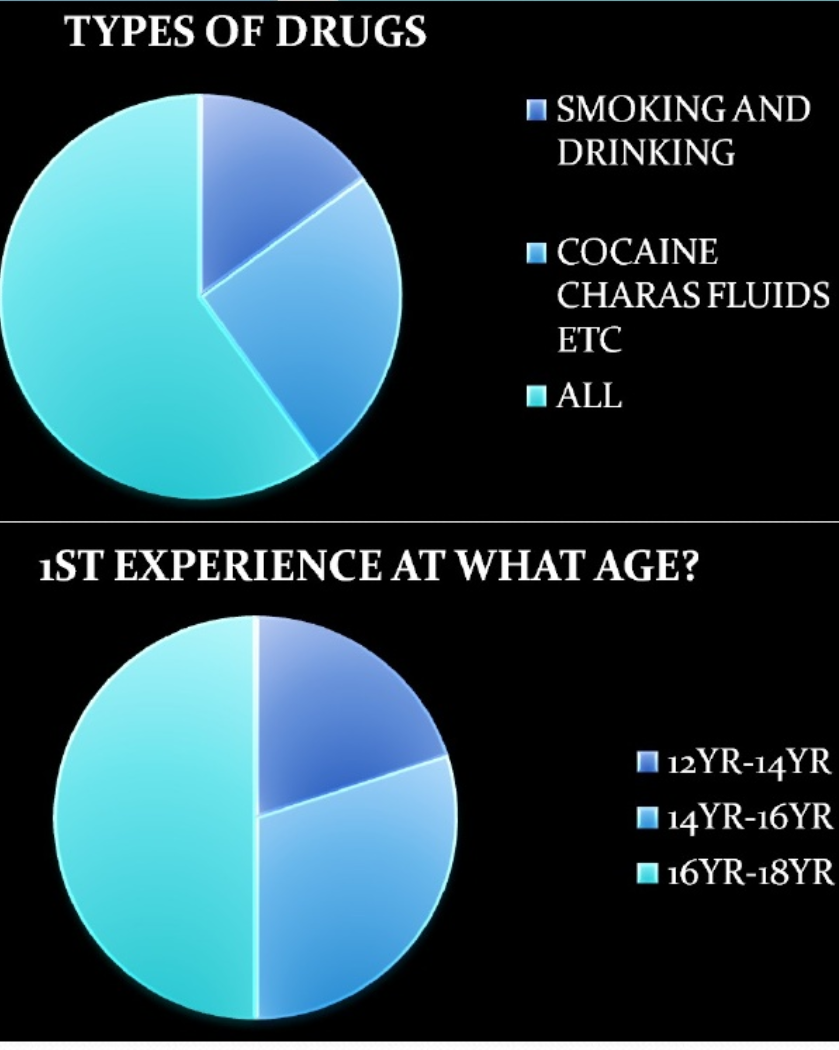 TYPES OF DRUGS
SMOKING AND
DRINKING
COCAINE
CHARAS FLUIDS
ETC
ALL
1ST EXPERIENCE AT WHAT AGE?
12YR-14YR
14YR-16YR
16YR-18YR